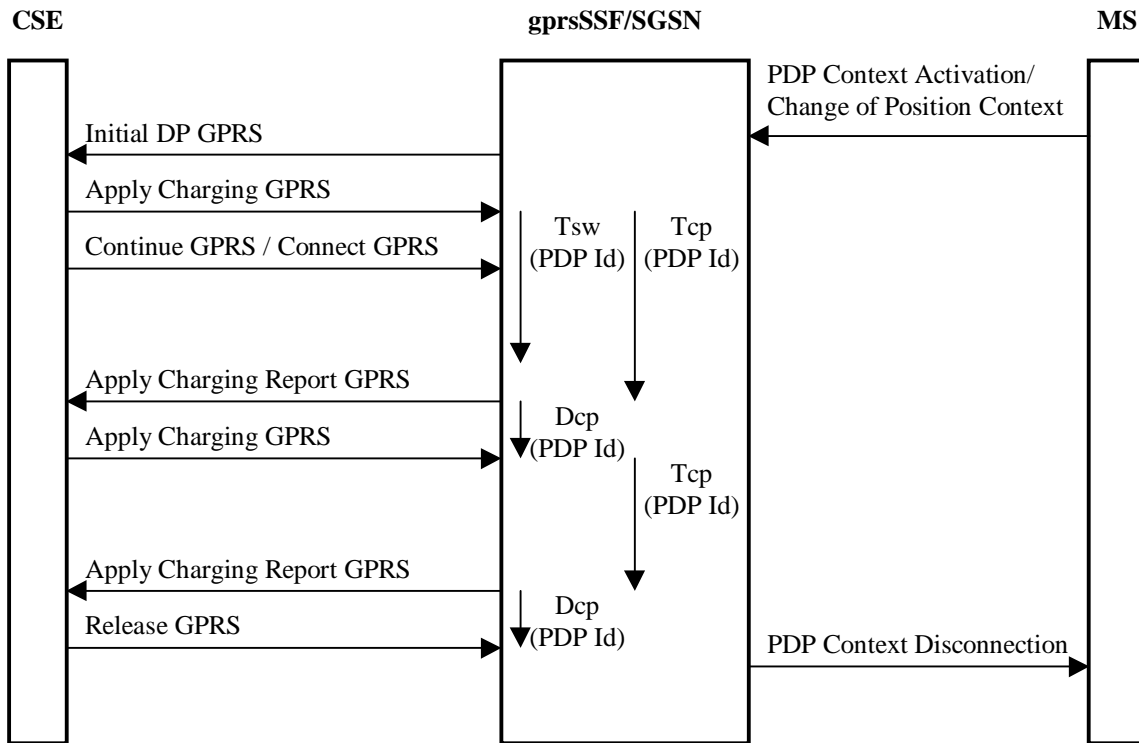 CSE
gprsSSF/SGSN
MS
PDP Context Activation/
Change of Position Context
Initial DP GPRS
Apply Charging GPRS
Tsw
(PDP Id)
Tcp
(PDP Id)
Continue GPRS / Connect GPRS
Apply Charging Report GPRS
Dcp
(PDP Id)
Apply Charging GPRS
Tcp
(PDP Id)
Apply Charging Report GPRS
Dcp
(PDP Id)
Release GPRS
PDP Context Disconnection